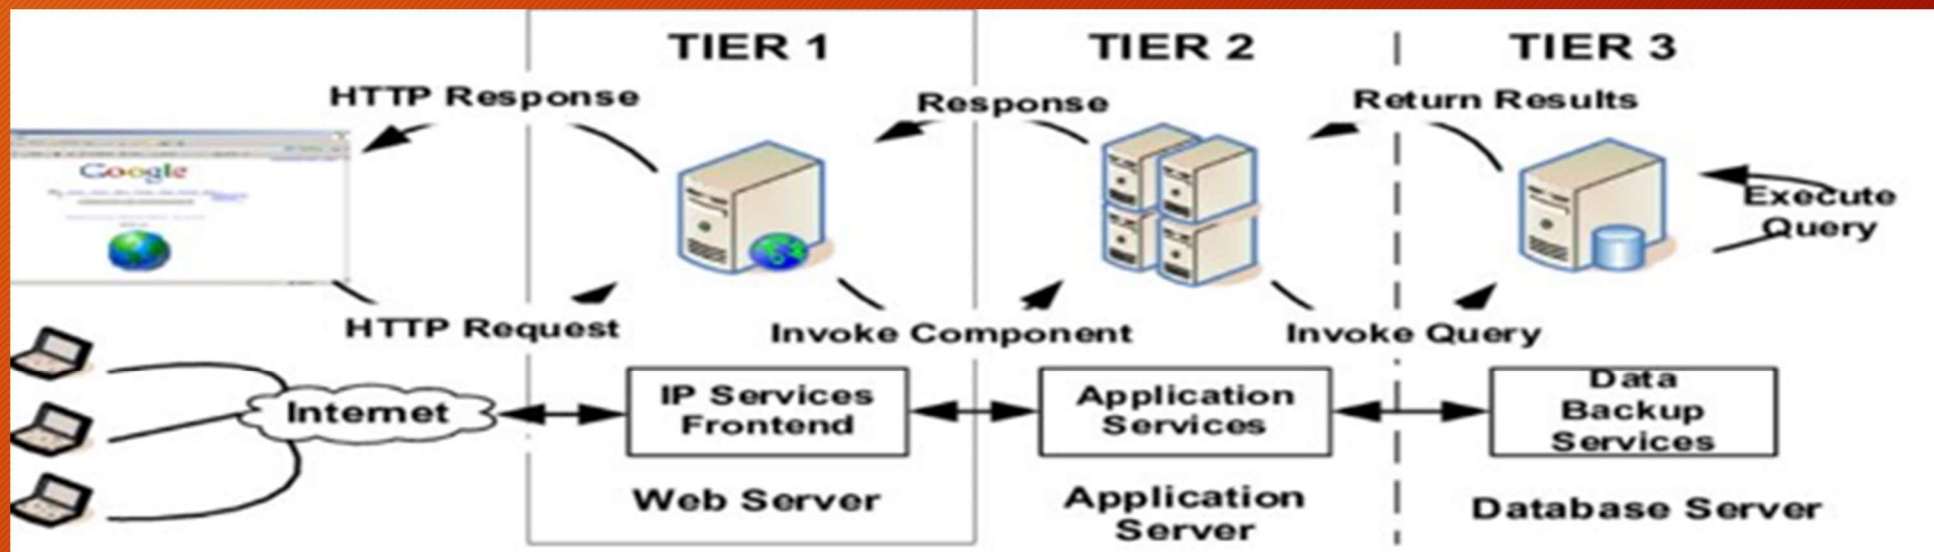 TIER 1
TIER 2
TIER 3
HTTP Response
Response
Return Results
Google
Execute
Query
HTTP Request
Invoke Component
Invoke Query
Internet
IP Services
Frontend
Application
Services
Data
Backup
Services
Web Server
Application
Server
Database Server